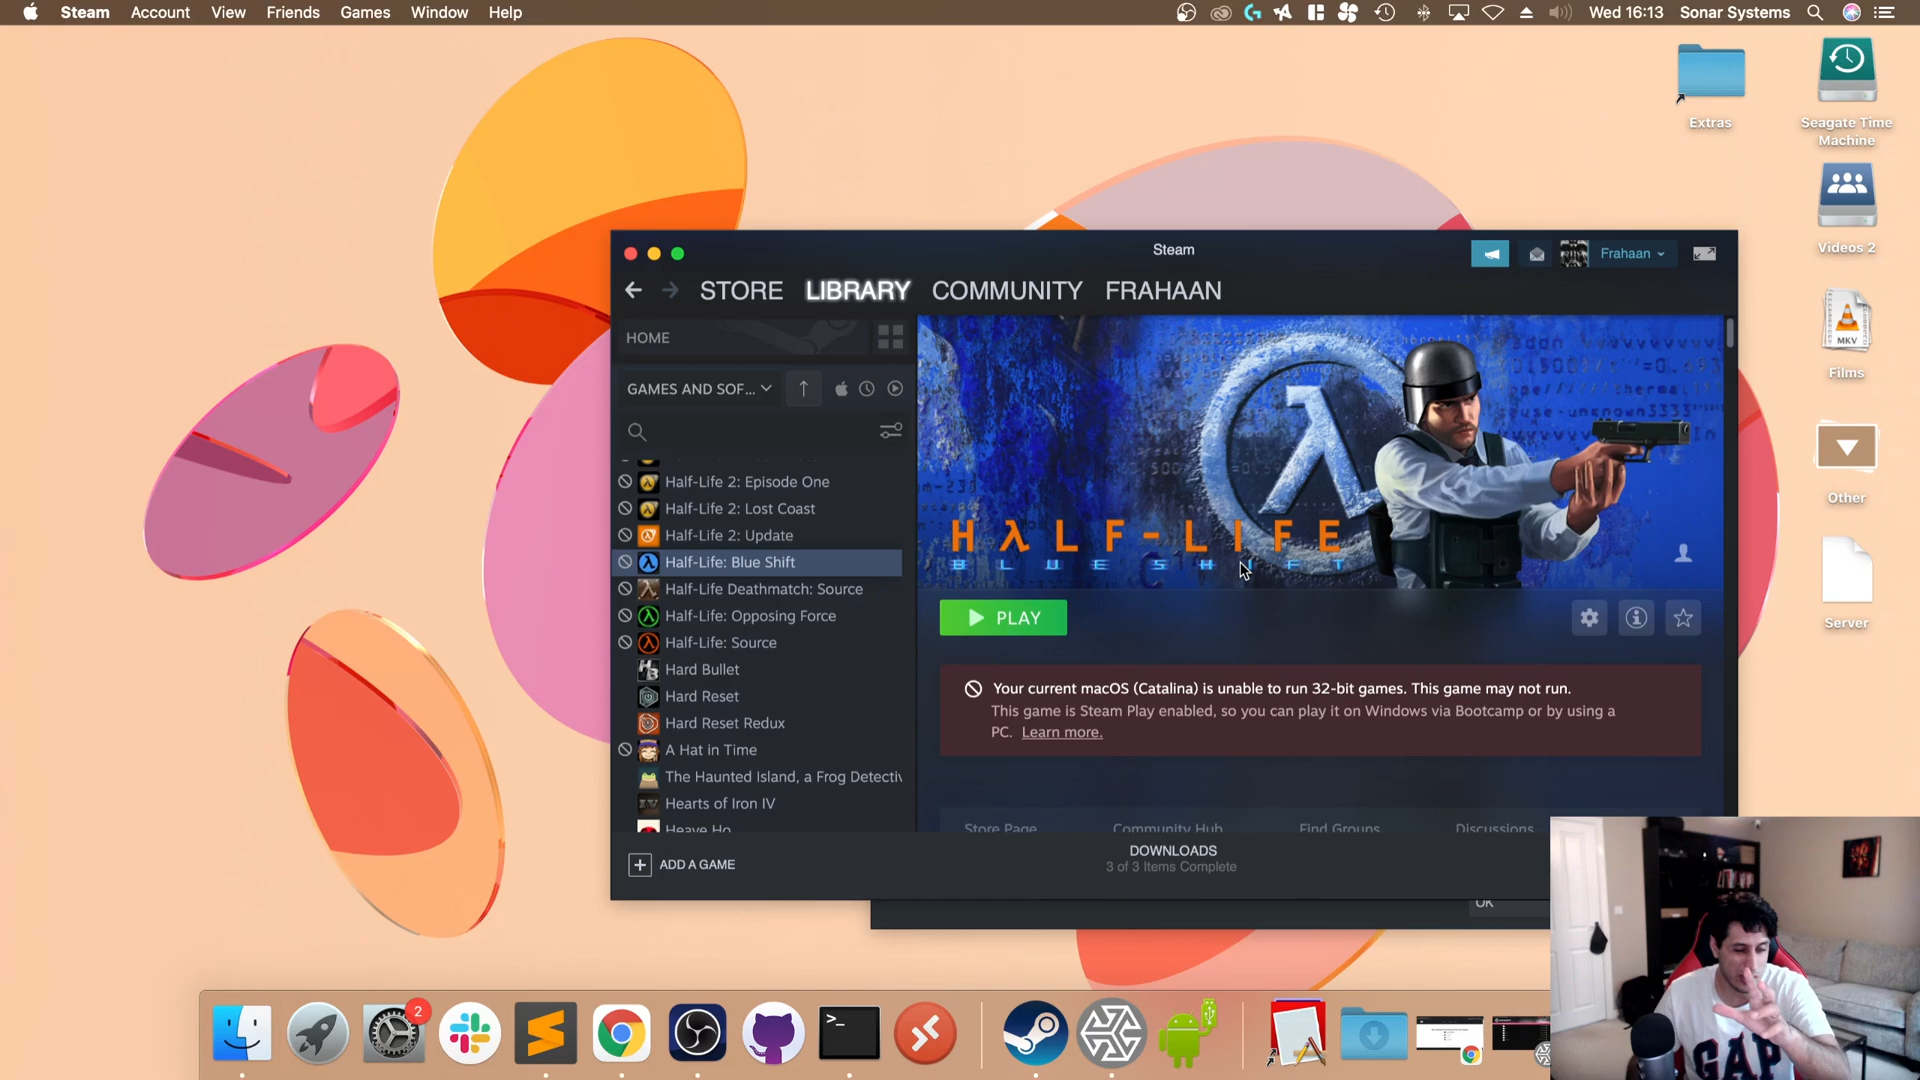 Steam Account View Friends Games Window Help
Wed 16:13 Sonar Systems
Extras
Seagate Time
Machine
Videos 2
MKV
Films
Other
Server
Steam
Frahaan
STORE LIBRARY COMMUNITY FRAHAAN
HOME
GAMES AND SOF...
Half-Life 2: Episode One
Half-Life 2: Lost Coast
Half-Life 2: Update
Half-Life: Blue Shift
Half-Life Deathmatch: Source
Half-Life: Opposing Force
Half-Life: Source
Hard Bullet
Hard Reset
Hard Reset Redux
A Hat in Time
The Haunted Island, a Frog Detectiv
Hearts of Iron IV
Heave Ho
HλLF-LIFE
BLUE SHIFT
PLAY
Your current macOS (Catalina) is unable to run 32-bit games. This game may not run.
This game is Steam Play enabled, so you can play it on Windows via Bootcamp or by using a
PC. Learn more.
Store Page Community Hub Find Groups Discussions
ADD A GAME
DOWNLOADS
3 of 3 Items Complete
OK
2
GAP